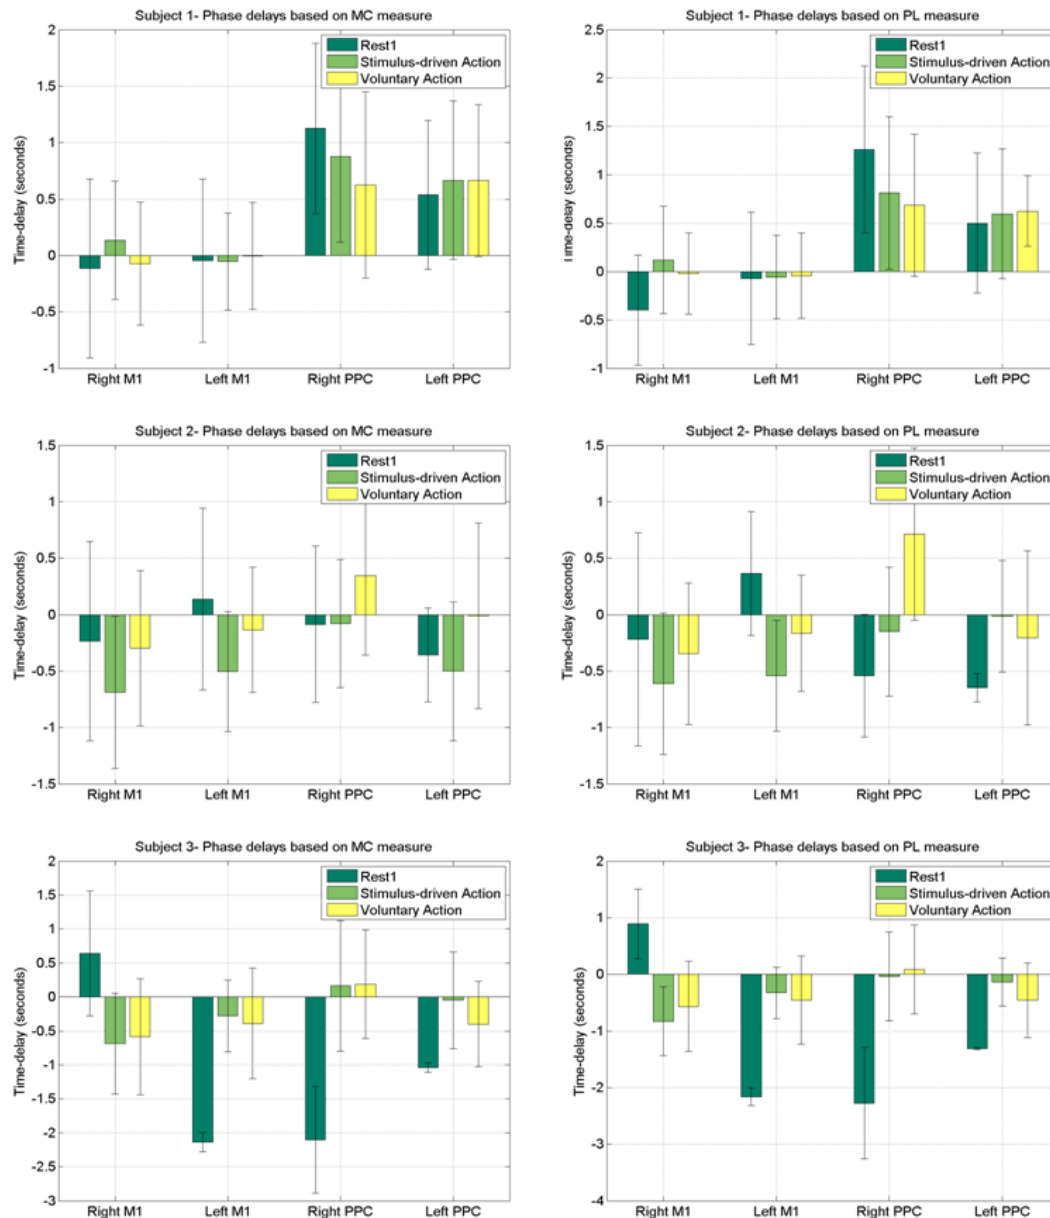 Subject 1- Phase delays based on MC measure
2
1.5
1
0.5
0
-0.5
-1
Time-delay (seconds)
Rest1
Stimulus-driven Action
Voluntary Action
Right M1 Left M1 Right PPC Left PPC
Subject 1- Phase delays based on PL measure
2.5
2
1.5
1
0.5
0
-0.5
-1
Time-delay (seconds)
Rest1
Stimulus-driven Action
Voluntary Action
Right M1 Left M1 Right PPC Left PPC
Subject 2- Phase delays based on MC measure
1.5
1
0.5
0
-0.5
-1
-1.5
Time-delay (seconds)
Rest1
Stimulus-driven Action
Voluntary Action
Right M1 Left M1 Right PPC Left PPC
Subject 2- Phase delays based on PL measure
1.5
1
0.5
0
-0.5
-1
-1.5
Time-delay (seconds)
Rest1
Stimulus-driven Action
Voluntary Action
Right M1 Left M1 Right PPC Left PPC
Subject 3- Phase delays based on MC measure
2
1.5
1
0.5
0
-0.5
-1
-1.5
-2
-2.5
-3
Time-delay (seconds)
Rest1
Stimulus-driven Action
Voluntary Action
Right M1 Left M1 Right PPC Left PPC
Subject 3- Phase delays based on PL measure
2
1
0
-1
-2
-3
-4
Time-delay (seconds)
Rest1
Stimulus-driven Action
Voluntary Action
Right M1 Left M1 Right PPC Left PPC